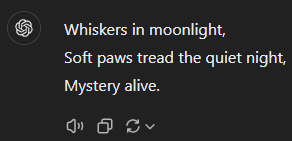 Whiskers in moonlight,
Soft paws tread the quiet night,
Mystery alive.